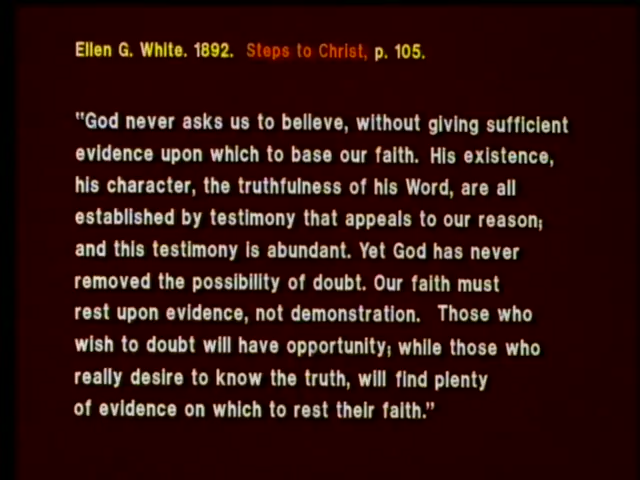 Ellen G. White. 1892. Steps to Christ, p. 105.
"God never asks us to believe, without giving sufficient
evidence upon which to base our faith. His existence,
his character, the truthfulness of his Word, are all
established by testimony that appeals to our reason;
and this testimony is abundant. Yet God has never
removed the possibility of doubt. Our faith must
rest upon evidence, not demonstration. Those who
wish to doubt will have opportunity; while those who
really desire to know the truth, will find plenty
of evidence on which to rest their faith."